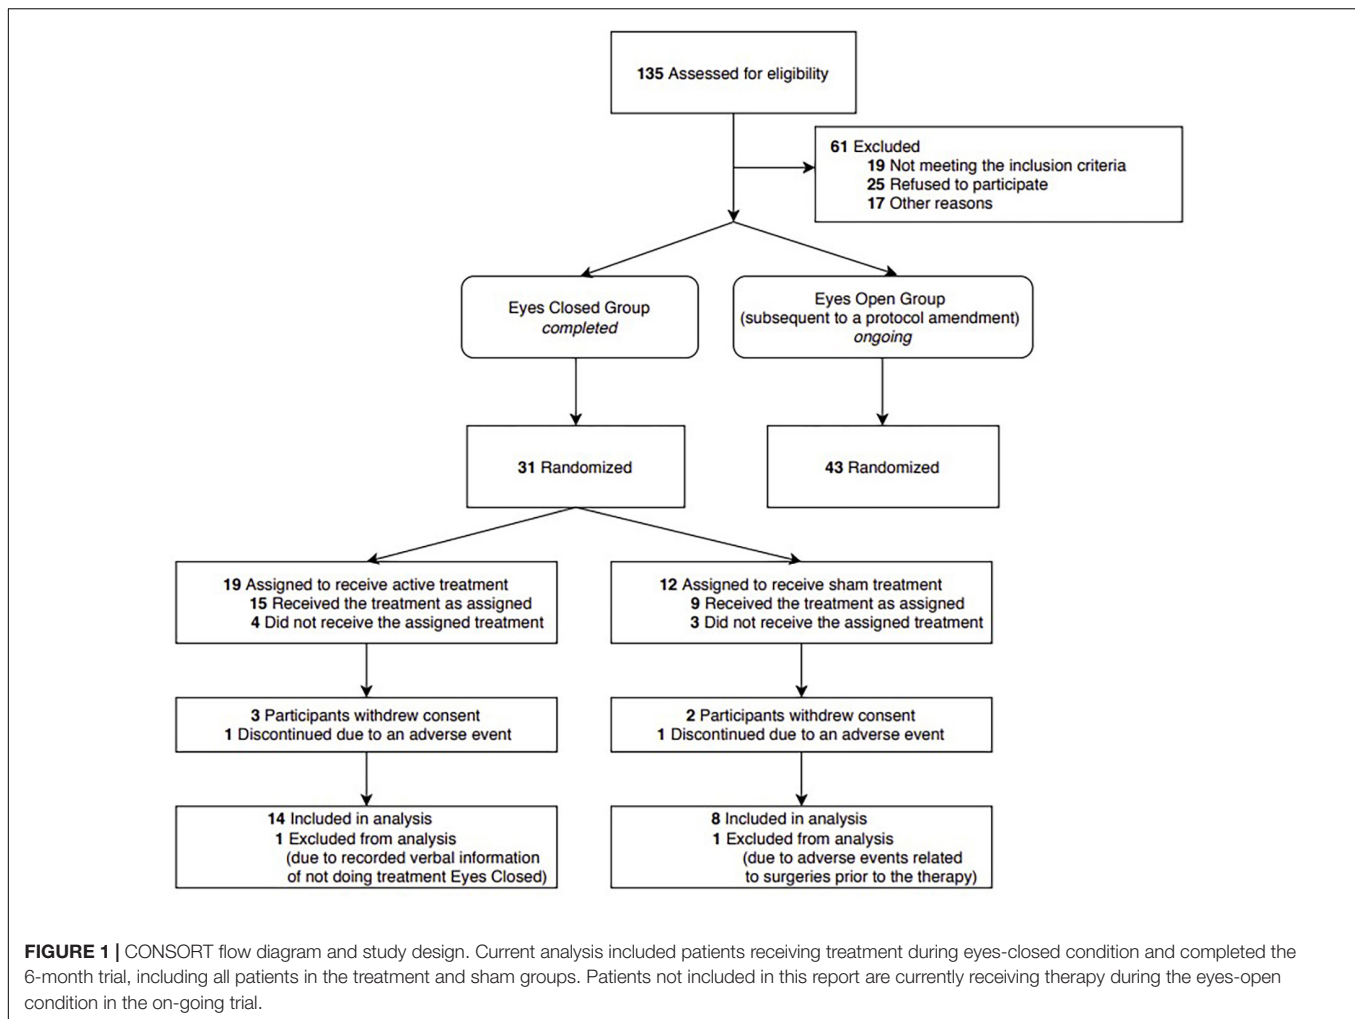 135 Assessed for eligibility
61 Excluded
19 Not meeting the inclusion criteria
25 Refused to participate
17 Other reasons
Eyes Closed Group
completed
Eyes Open Group
(subsequent to a protocol amendment)
ongoing
31 Randomized
43 Randomized
19 Assigned to receive active treatment
15 Received the treatment as assigned
4 Did not receive the assigned treatment
12 Assigned to receive sham treatment
9 Received the treatment as assigned
3 Did not receive the assigned treatment
3 Participants withdrew consent
1 Discontinued due to an adverse event
2 Participants withdrew consent
1 Discontinued due to an adverse event
14 Included in analysis
1 Excluded from analysis
(due to recorded verbal information
of not doing treatment Eyes Closed)
8 Included in analysis
1 Excluded from analysis
(due to adverse events related
to surgeries prior to the therapy)
FIGURE 1 | CONSORT flow diagram and study design. Current analysis included patients receiving treatment during eyes-closed condition and completed the
6-month trial, including all patients in the treatment and sham groups. Patients not included in this report are currently receiving therapy during the eyes-open
condition in the on-going trial.